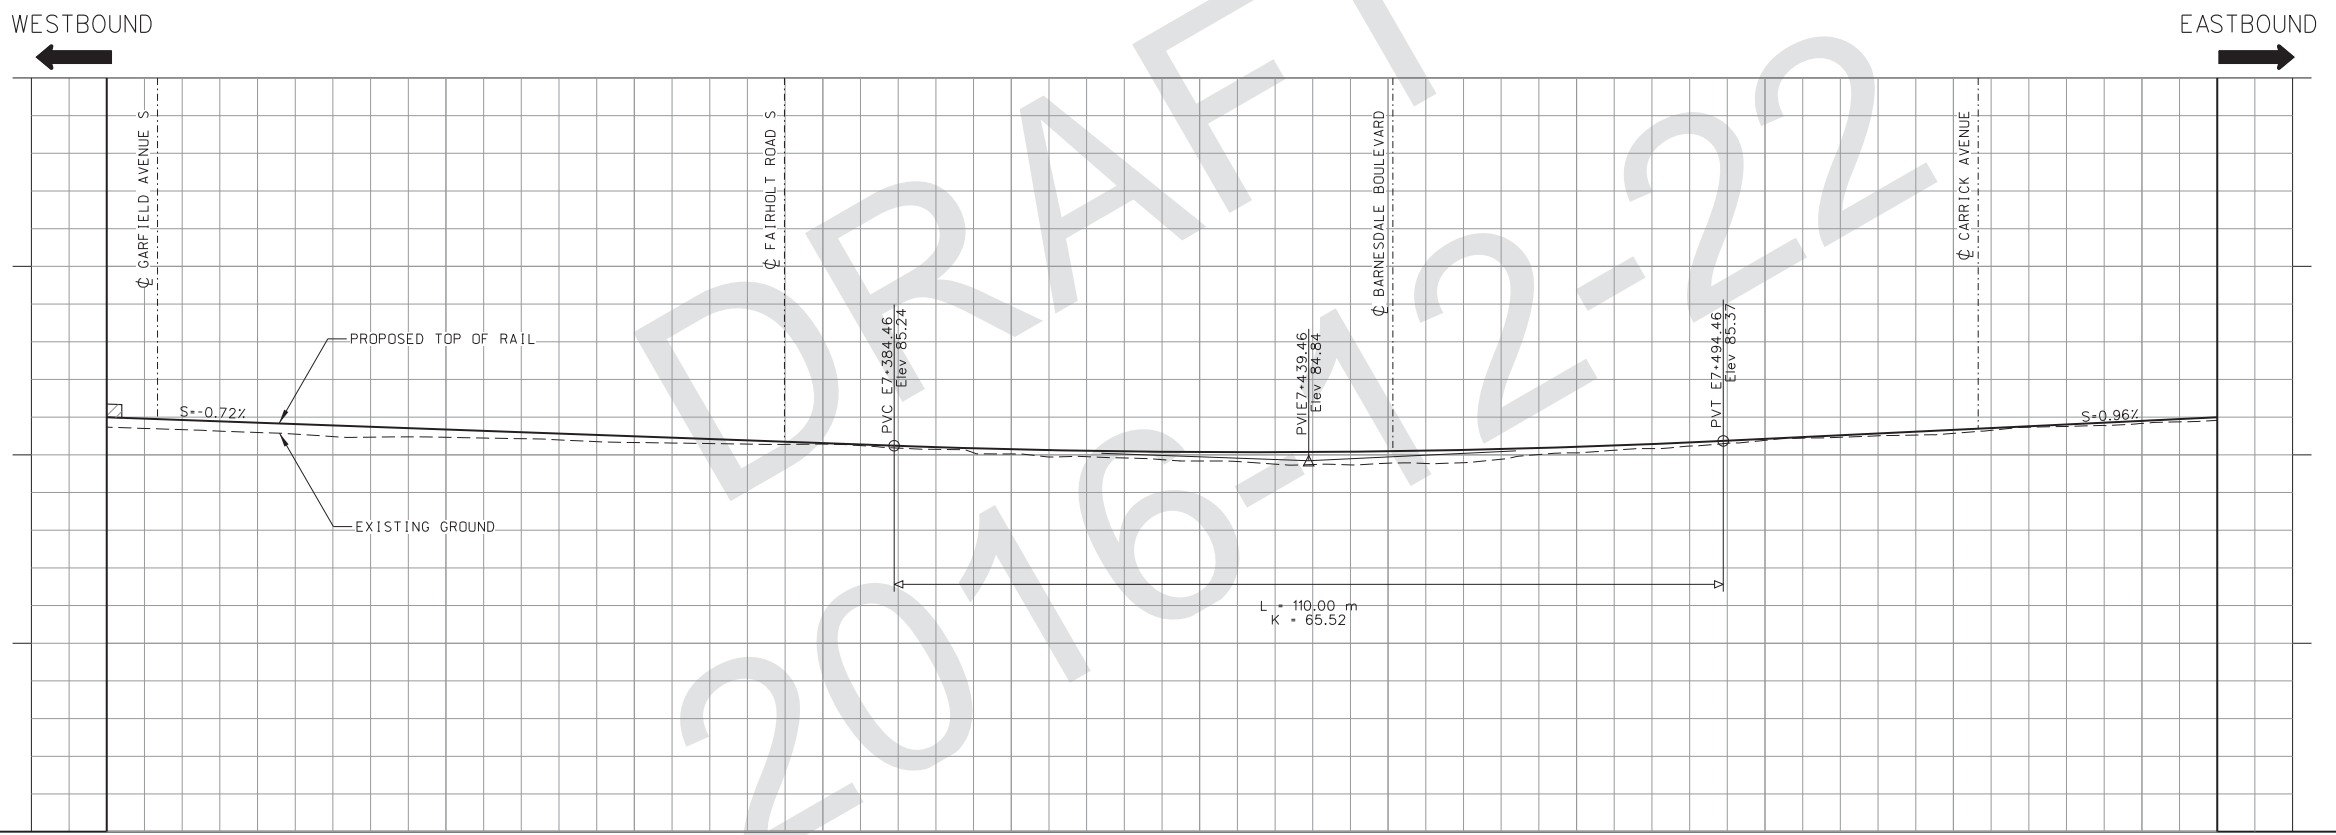 WESTBOUND
EASTBOUND
℄ GARFIELD AVENUE S
℄ FAIRHOLT ROAD S
℄ BARNESDALE BOULEVARD
℄ CARRICK AVENUE
DRAFT
2016-12-22
PROPOSED TOP OF RAIL
PVC E7+384.46
Elev 85.24
PVI E7+439.46
Elev 84.84
PVT E7+494.46
Elev 85.37
S=-0.72%
S=0.96%
EXISTING GROUND
L = 110.00 m
K = 65.52